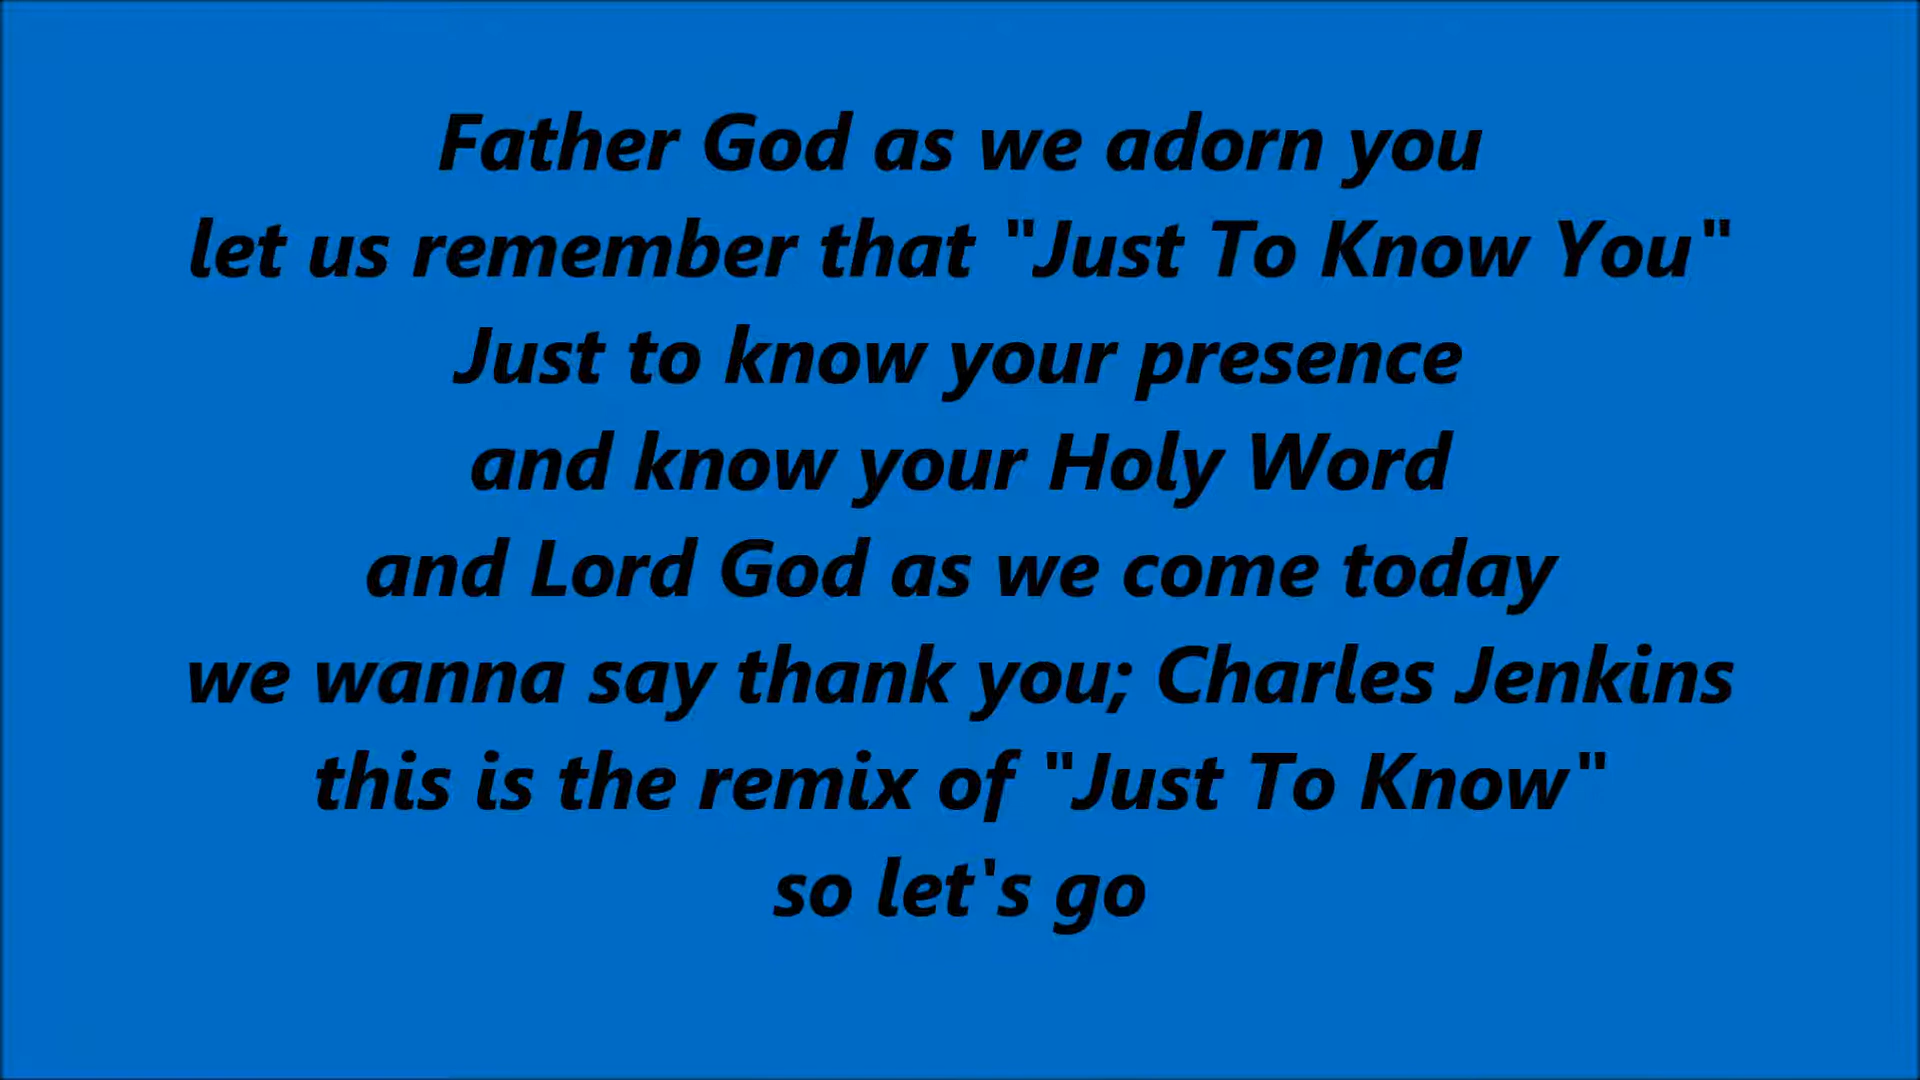 Father God as we adorn you
let us remember that "Just To Know You"
Just to know your presence
and know your Holy Word
and Lord God as we come today
we wanna say thank you; Charles Jenkins
this is the remix of "Just To Know"
so let's go